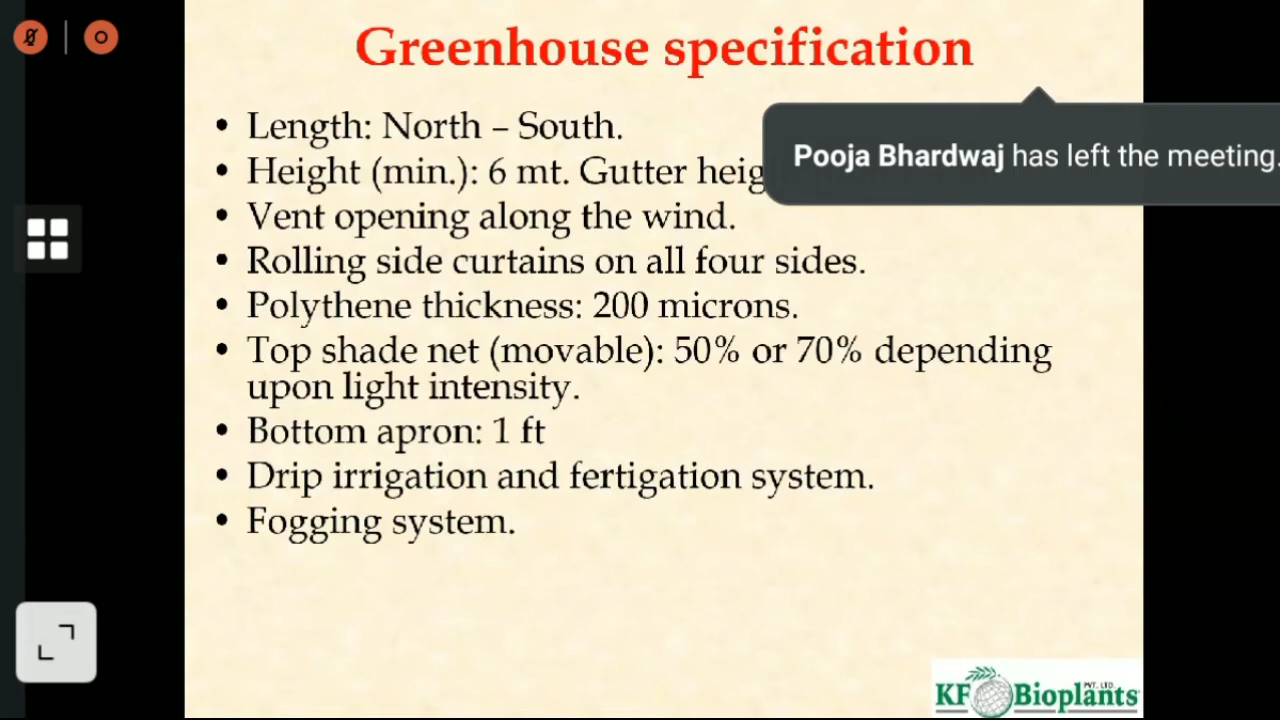 Greenhouse specification
• Length: North – South.
• Height (min.): 6 mt. Gutter heig
Pooja Bhardwaj has left the meeting.
• Vent opening along the wind.
• Rolling side curtains on all four sides.
• Polythene thickness: 200 microns.
• Top shade net (movable): 50% or 70% depending
upon light intensity.
• Bottom apron: 1 ft
• Drip irrigation and fertigation system.
• Fogging system.
KF Bioplants PVT. LTD.